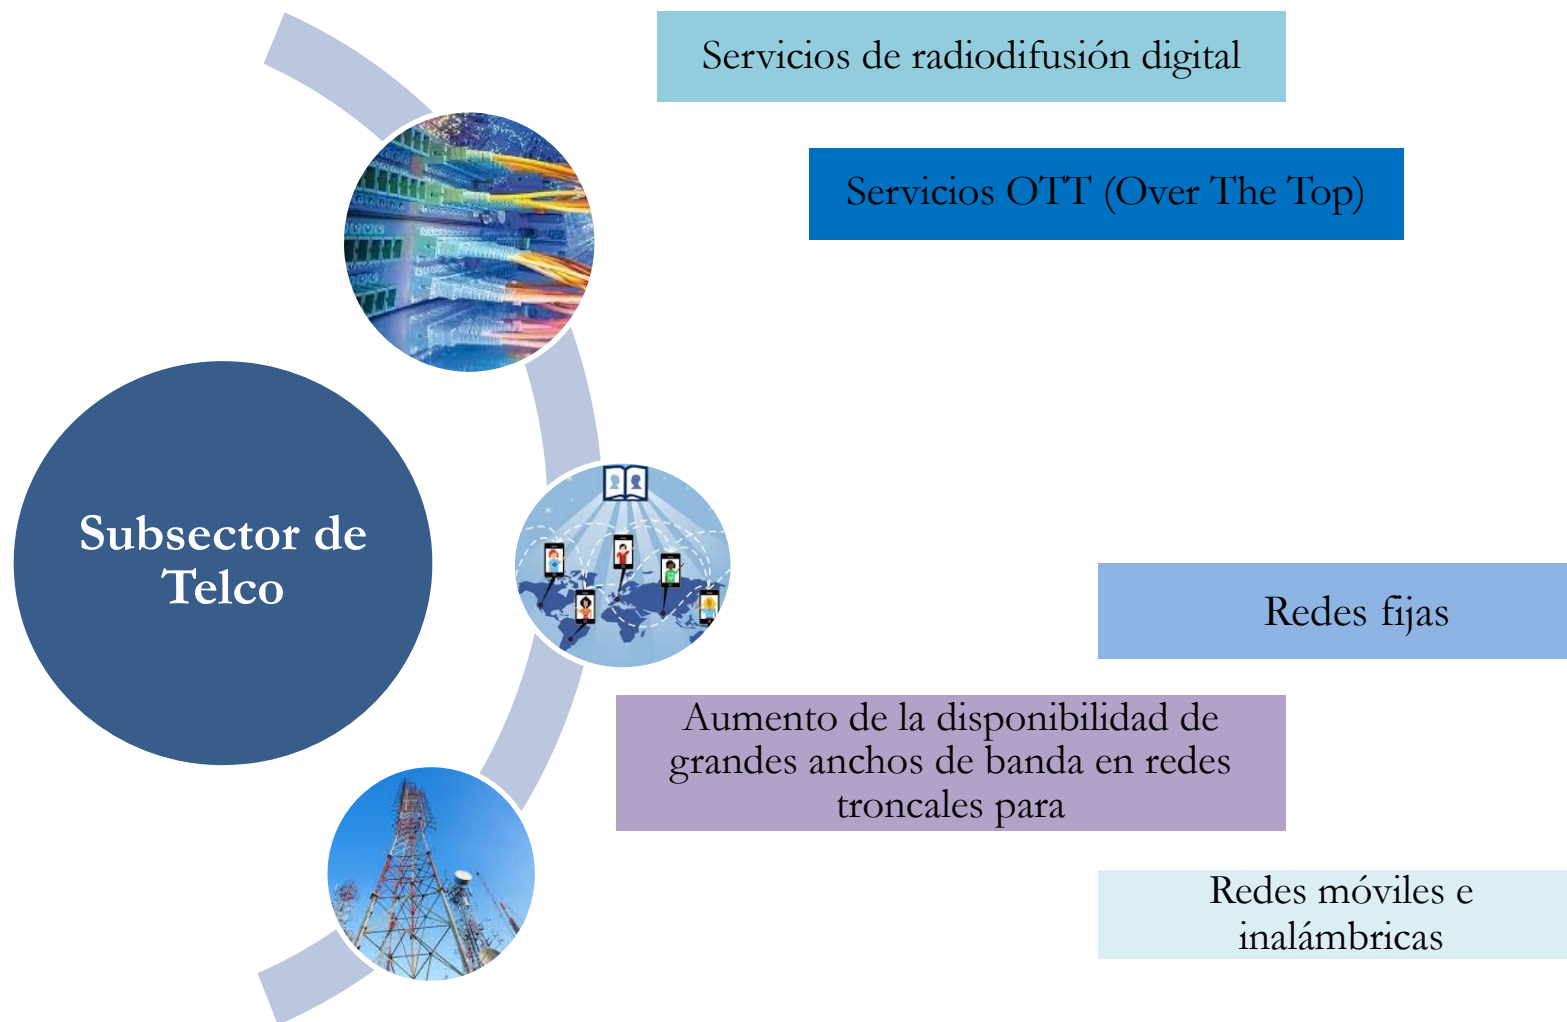 Servicios de radiodifusión digital
Servicios OTT (Over The Top)
Subsector de
Telco
Redes fijas
Aumento de la disponibilidad de
grandes anchos de banda en redes
troncales para
Redes móviles e
inalámbricas